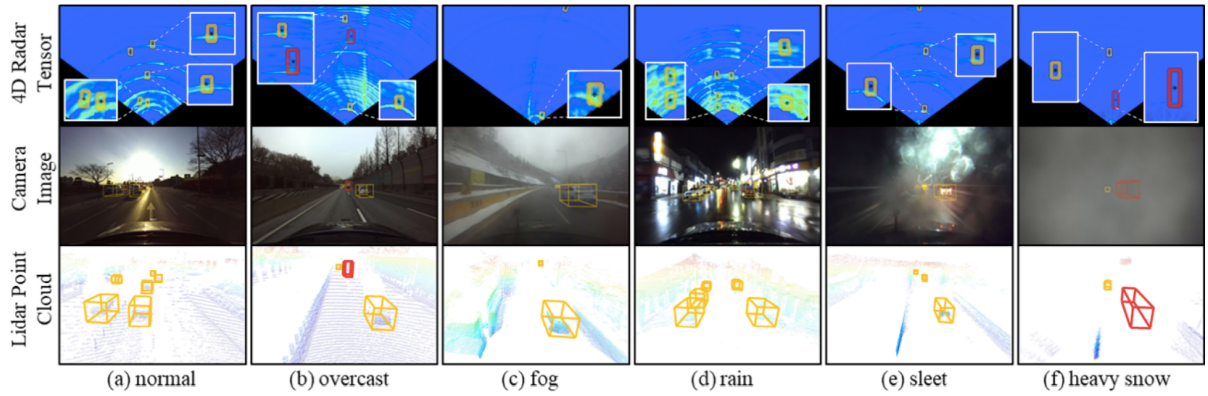 4D Radar
Tensor
Camera
Image
Lidar Point
Cloud
(a) normal
(b) overcast
(c) fog
(d) rain
(e) sleet
(f) heavy snow